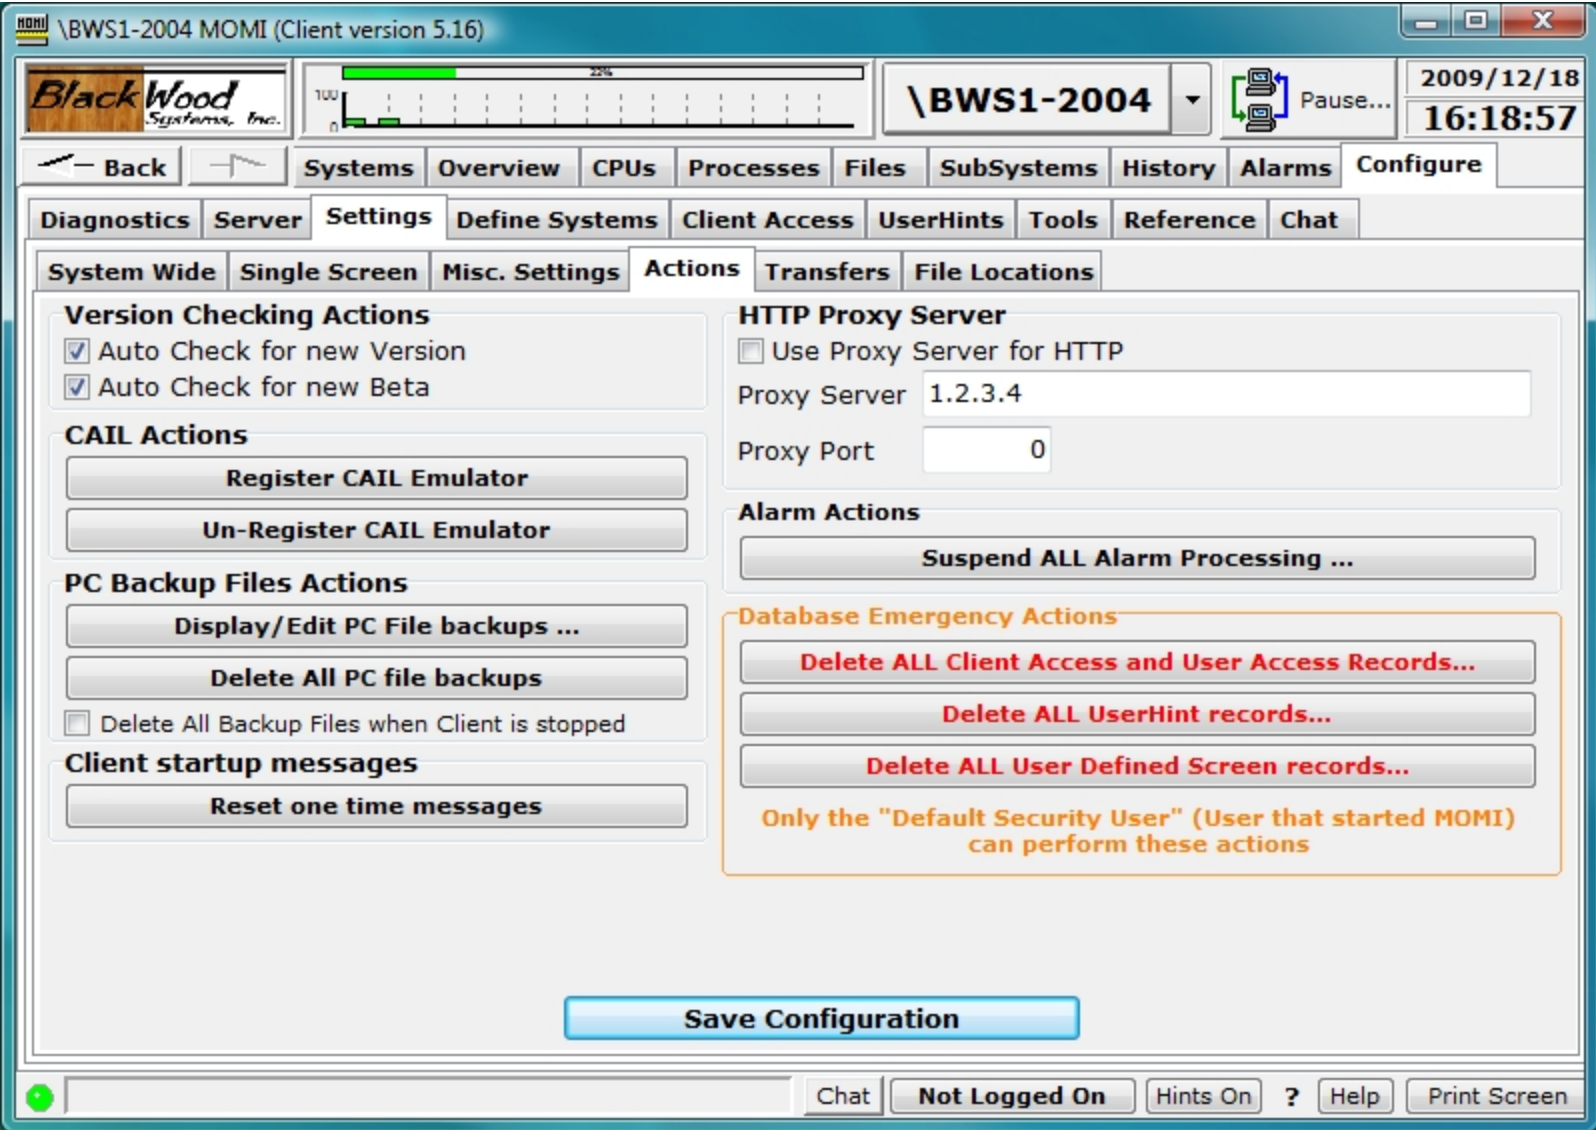 MOMI
\BWS1-2004 MOMI (Client version 5.16)
BlackWood
Systems, Inc.
22%
100
0
\BWS1-2004
Pause...
2009/12/18
16:18:57
Back
Systems Overview CPUs Processes Files SubSystems History Alarms Configure
Diagnostics Server Settings Define Systems Client Access UserHints Tools Reference Chat
System Wide Single Screen Misc. Settings Actions Transfers File Locations
Version Checking Actions
Auto Check for new Version
Auto Check for new Beta
CAIL Actions
Register CAIL Emulator
Un-Register CAIL Emulator
PC Backup Files Actions
Display/Edit PC File backups ...
Delete All PC file backups
Delete All Backup Files when Client is stopped
Client startup messages
Reset one time messages
HTTP Proxy Server
Use Proxy Server for HTTP
Proxy Server 1.2.3.4
Proxy Port 0
Alarm Actions
Suspend ALL Alarm Processing ...
Database Emergency Actions
Delete ALL Client Access and User Access Records...
Delete ALL UserHint records...
Delete ALL User Defined Screen records...
Only the "Default Security User" (User that started MOMI)
can perform these actions
Save Configuration
Chat Not Logged On Hints On ? Help Print Screen